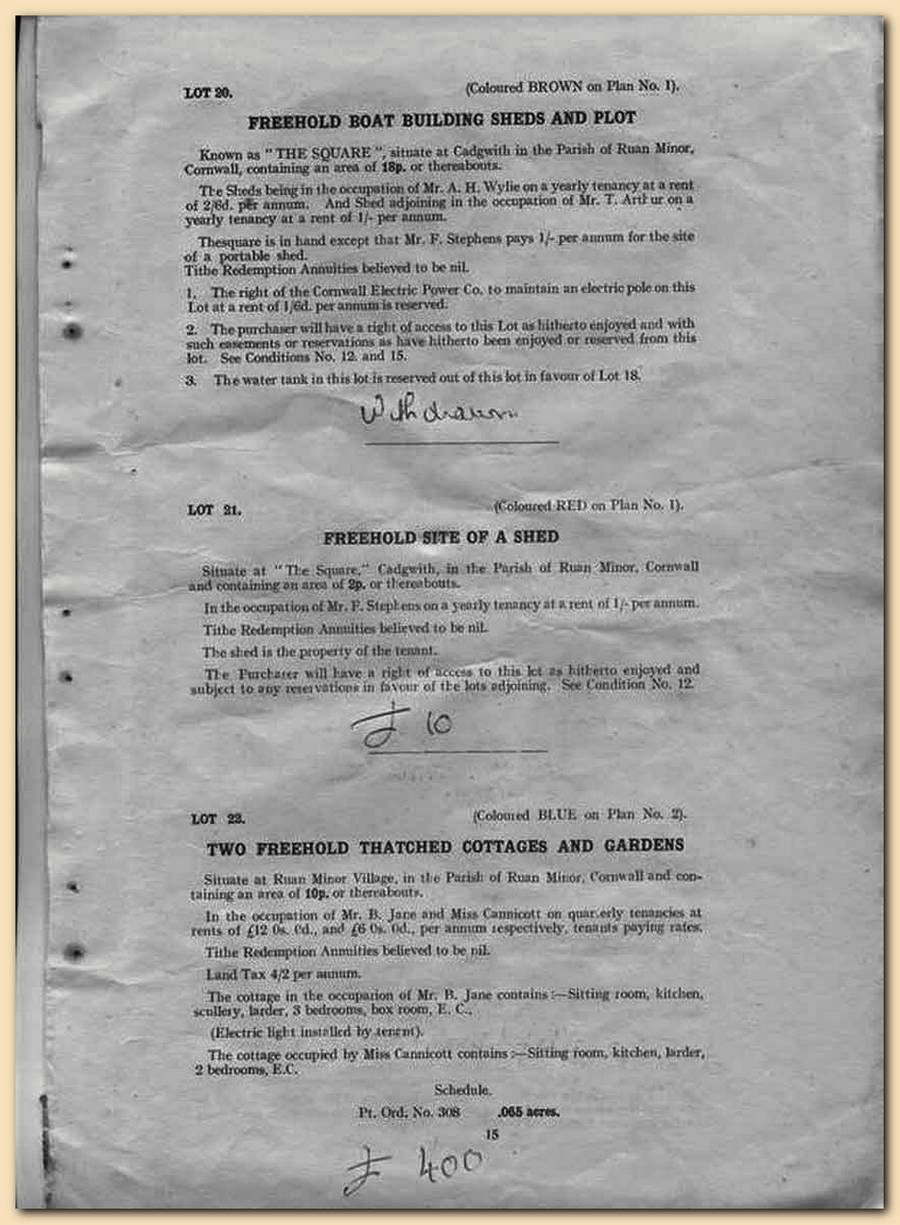 LOT 20.
(Coloured BROWN on Plan No. 1).
FREEHOLD BOAT BUILDING SHEDS AND PLOT
Known as "THE SQUARE", situate at Cadgwith in the Parish of Ruan Minor,
Cornwall, containing an area of 18p. or thereabouts.
The Sheds being in the occupation of Mr. A. H. Wylie on a yearly tenancy at a rent
of 2/6d. per annum. And Shed adjoining in the occupation of Mr. T. Arthur on a
yearly tenancy at a rent of 1/- per annum.
Thesquare is in hand except that Mr. F. Stephens pays 1/- per annum for the site
of a portable shed.
Tithe Redemption Annuities believed to be nil.
1. The right of the Cornwall Electric Power Co. to maintain an electric pole on this
Lot at a rent of 1/6d. per annum is reserved.
2. The purchaser will have a right of access to this Lot as hitherto enjoyed and with
such easements or reservations as have hitherto been enjoyed or reserved from this
lot. See Conditions No. 12. and 15.
3. The water tank in this lot is reserved out of this lot in favour of Lot 18.
Withdrawn
LOT 21.
(Coloured RED on Plan No. 1).
FREEHOLD SITE OF A SHED
Situate at "The Square," Cadgwith, in the Parish of Ruan Minor, Cornwall
and containing an area of 2p. or thereabouts.
In the occupation of Mr. F. Stephens on a yearly tenancy at a rent of 1/- per annum.
Tithe Redemption Annuities believed to be nil.
The shed is the property of the tenant.
The Purchaser will have a right of access to this lot as hitherto enjoyed and
subject to any reservations in favour of the lots adjoining. See Condition No. 12.
£ 10
LOT 22.
(Coloured BLUE on Plan No. 2).
TWO FREEHOLD THATCHED COTTAGES AND GARDENS
Situate at Ruan Minor Village, in the Parish of Ruan Minor, Cornwall and con-
taining an area of 10p. or thereabouts.
In the occupation of Mr. B. Jane and Miss Cannicott on quarterly tenancies at
rents of £12 0s. 0d., and £6 0s. 0d., per annum respectively, tenants paying rates.
Tithe Redemption Annuities believed to be nil.
Land Tax 4/2 per annum.
The cottage in the occuparion of Mr. B. Jane contains:—Sitting room, kitchen,
scullery, larder, 3 bedrooms, box room, E. C.,
(Electric light installed by tenent).
The cottage occupied by Miss Cannicott contains:—Sitting room, kitchen, larder,
2 bedrooms, E.C.
Schedule.
Pt. Ord. No. 308 .065 acres.
15
£ 400